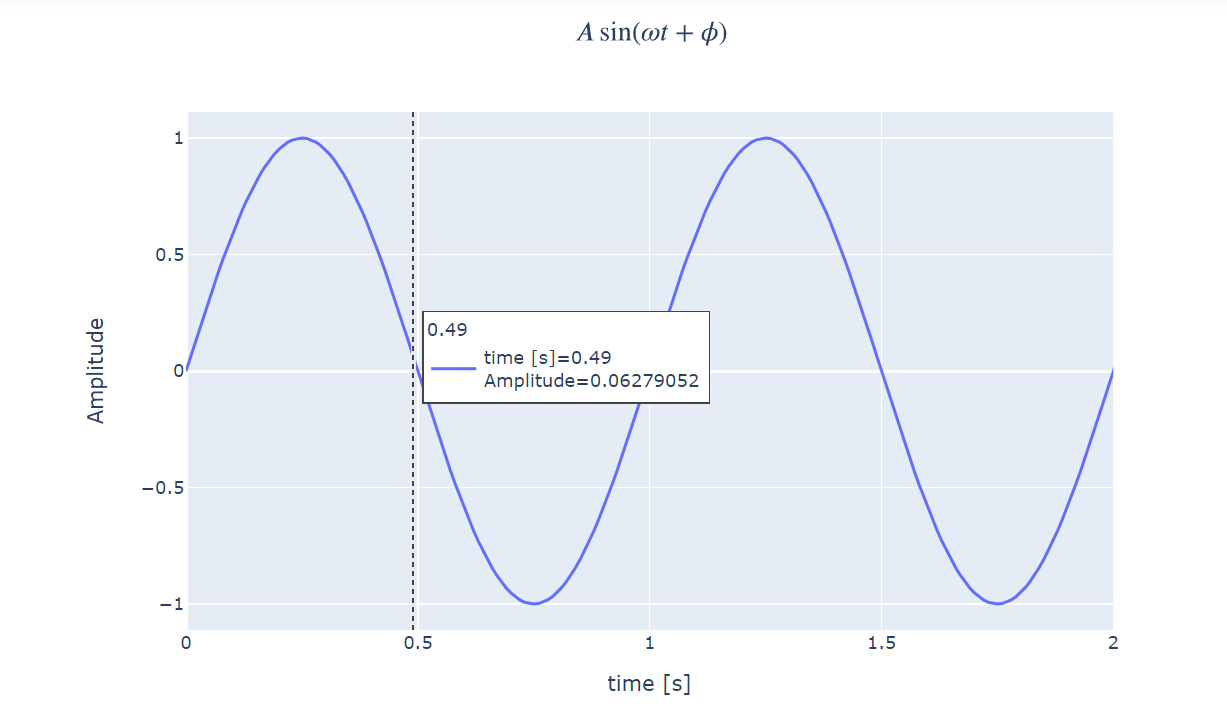 A sin(ωt + ϕ)
Amplitude
1
0.5
0
−0.5
−1
0.49
time [s]=0.49
Amplitude=0.06279052
0 0.5 1 1.5 2
time [s]